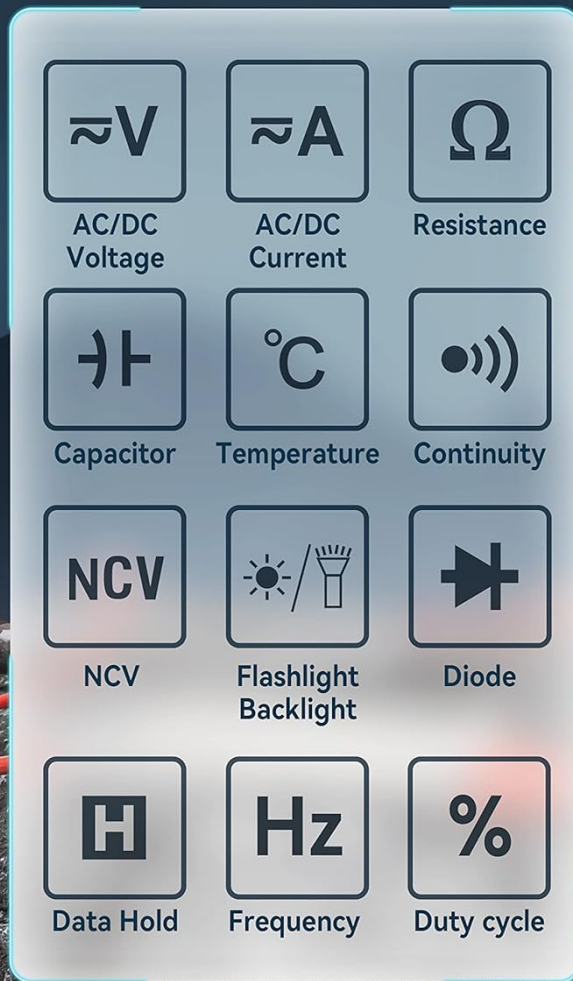 ≂V
≂A
Ω
AC/DC
Voltage
AC/DC
Current
Resistance
°C
Capacitor
Temperature
Continuity
NCV
NCV
Flashlight
Backlight
Diode
H
Hz
%
Data Hold
Frequency
Duty cycle